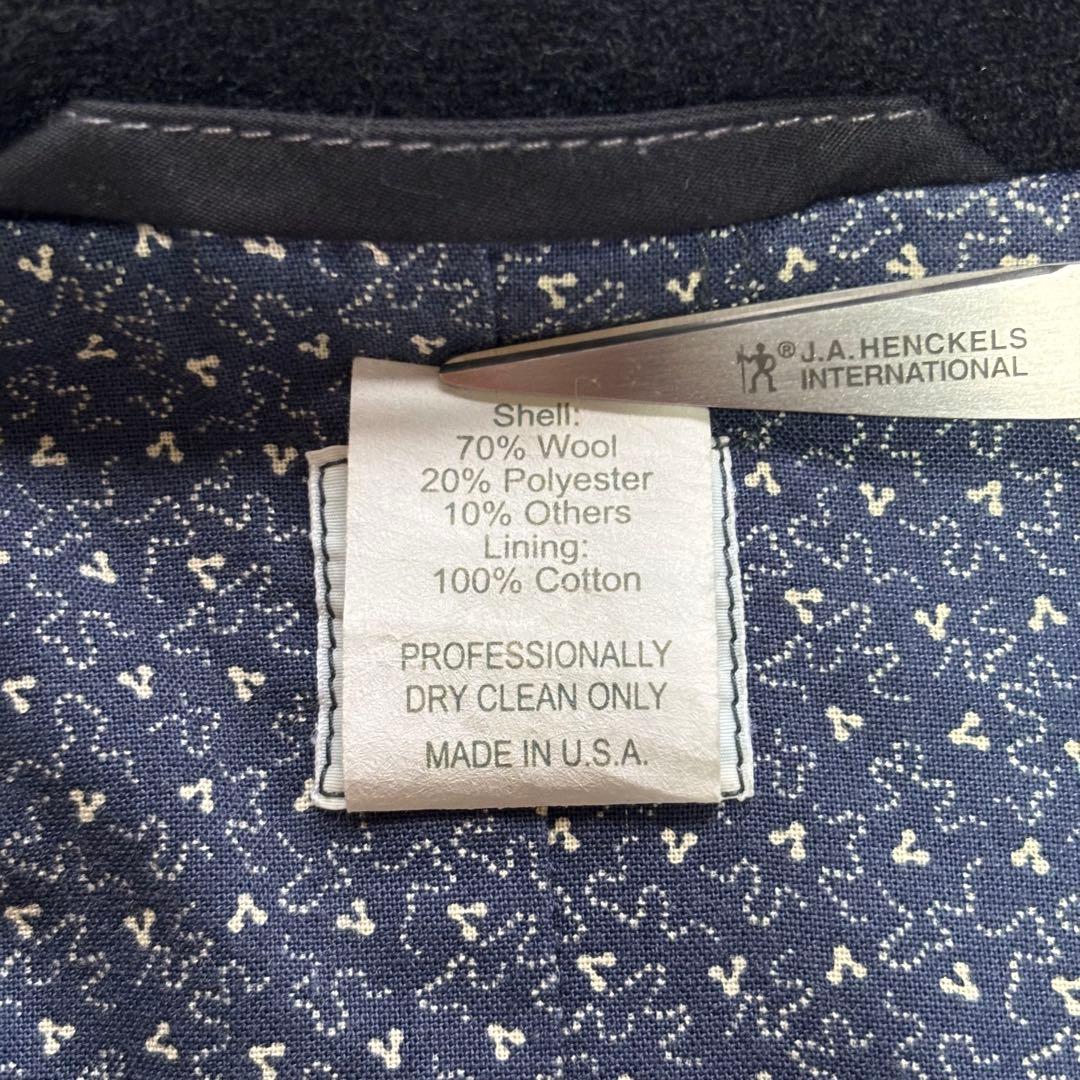 ® J.A.HENCKELS
INTERNATIONAL
Shell:
70% Wool
20% Polyester
10% Others
Lining:
100% Cotton
PROFESSIONALLY
DRY CLEAN ONLY
MADE IN U.S.A.